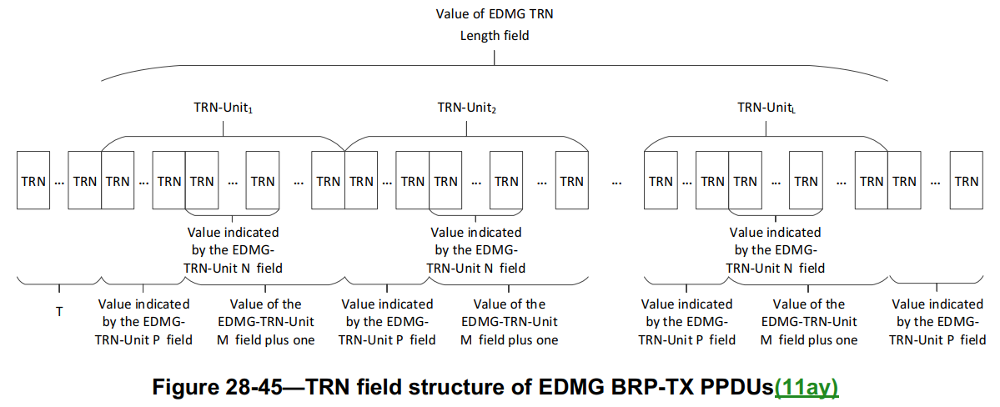 Value of EDMG TRN
Length field
TRN-Unit₁ TRN-Unit₂ TRN-Unit_L
TRN ... TRN TRN ... TRN TRN ... TRN ... TRN TRN ... TRN TRN ... TRN ... TRN ... TRN ... TRN TRN ... TRN ... TRN TRN ... TRN
Value indicated
by the EDMG-
TRN-Unit N field
Value indicated
by the EDMG-
TRN-Unit N field
Value indicated
by the EDMG-
TRN-Unit N field
T
Value indicated
by the EDMG-
TRN-Unit P field
Value of the
EDMG-TRN-Unit
M field plus one
Value indicated
by the EDMG-
TRN-Unit P field
Value of the
EDMG-TRN-Unit
M field plus one
Value indicated
by the EDMG-
TRN-Unit P field
Value of the
EDMG-TRN-Unit
M field plus one
Value indicated
by the EDMG-
TRN-Unit P field
Figure 28-45—TRN field structure of EDMG BRP-TX PPDUs(11ay)